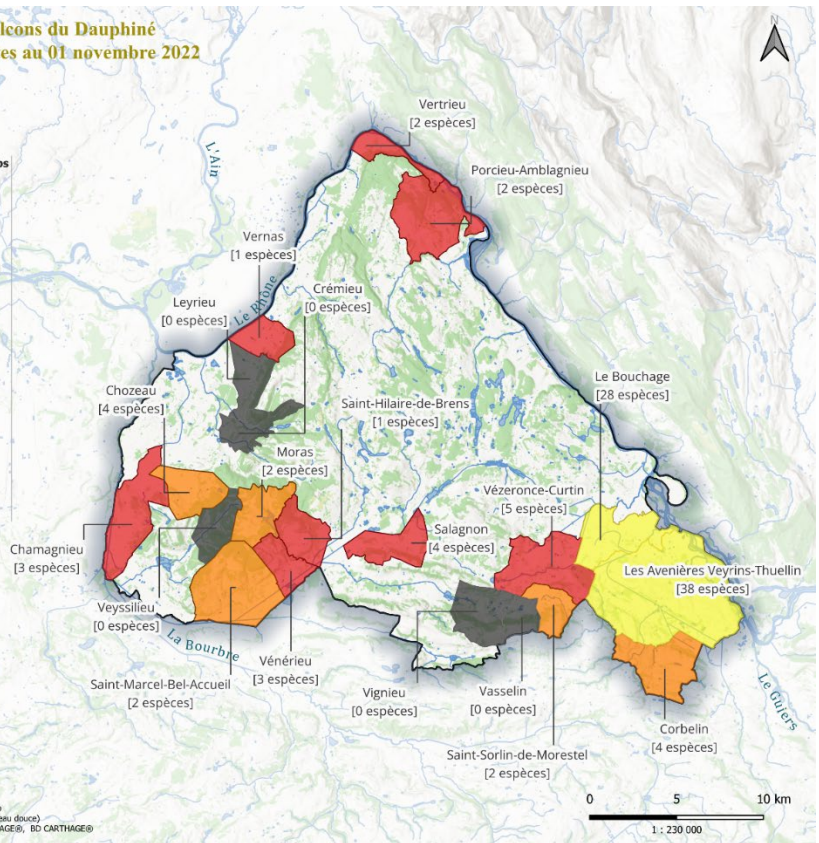 lcons du Dauphiné
es au 01 novembre 2022
N
Vertrieu
[2 espèces]
L'Ain
Porcieu-Amblagnieu
[2 espèces]
Vernas
[1 espèces]
Leyrieu
[0 espèces]
Crémieu
[0 espèces]
Le Rhône
Chozeau
[4 espèces]
Saint-Hilaire-de-Brens
[1 espèces]
Le Bouchage
[28 espèces]
Moras
[2 espèces]
Vézeronce-Curtin
[5 espèces]
Salagnon
[4 espèces]
Chamagnieu
[3 espèces]
Les Avenières Veyrins-Thuellin
[38 espèces]
Veyssilieu
[0 espèces]
La Bourbre
Vénérieu
[3 espèces]
Saint-Marcel-Bel-Accueil
[2 espèces]
Vignieu
[0 espèces]
Vasselin
[0 espèces]
Le Guiers
Corbelin
[4 espèces]
Saint-Sorlin-de-Morestel
[2 espèces]
0 5 10 km
1 : 230 000
eau douce)
AGE®, BD CARTHAGE®